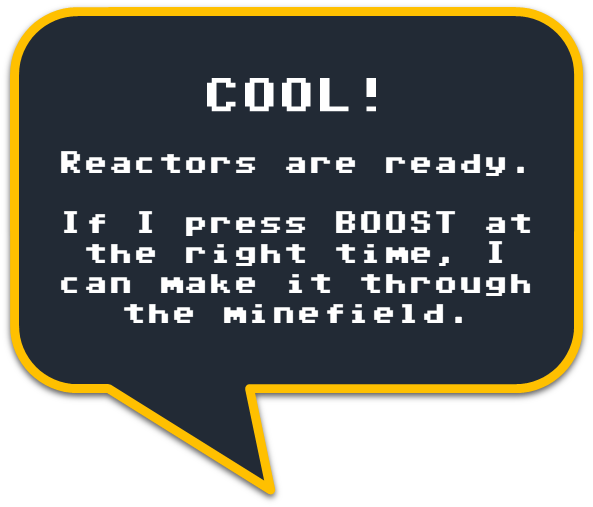 COOL!
Reactors are ready.
If I press BOOST at
the right time, I
can make it through
the minefield.